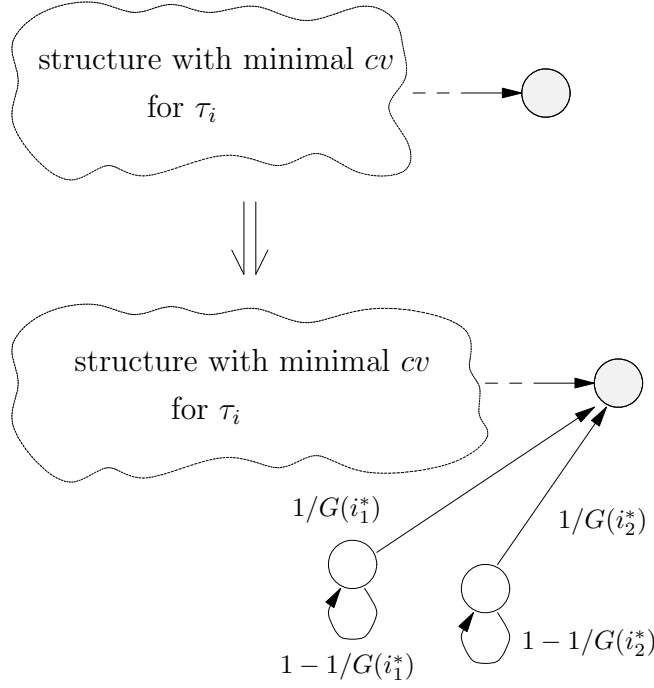 structure with minimal cv
for τ_i
structure with minimal cv
for τ_i
1/G(i_1^*)
1/G(i_2^*)
1 − 1/G(i_1^*)
1 − 1/G(i_2^*)